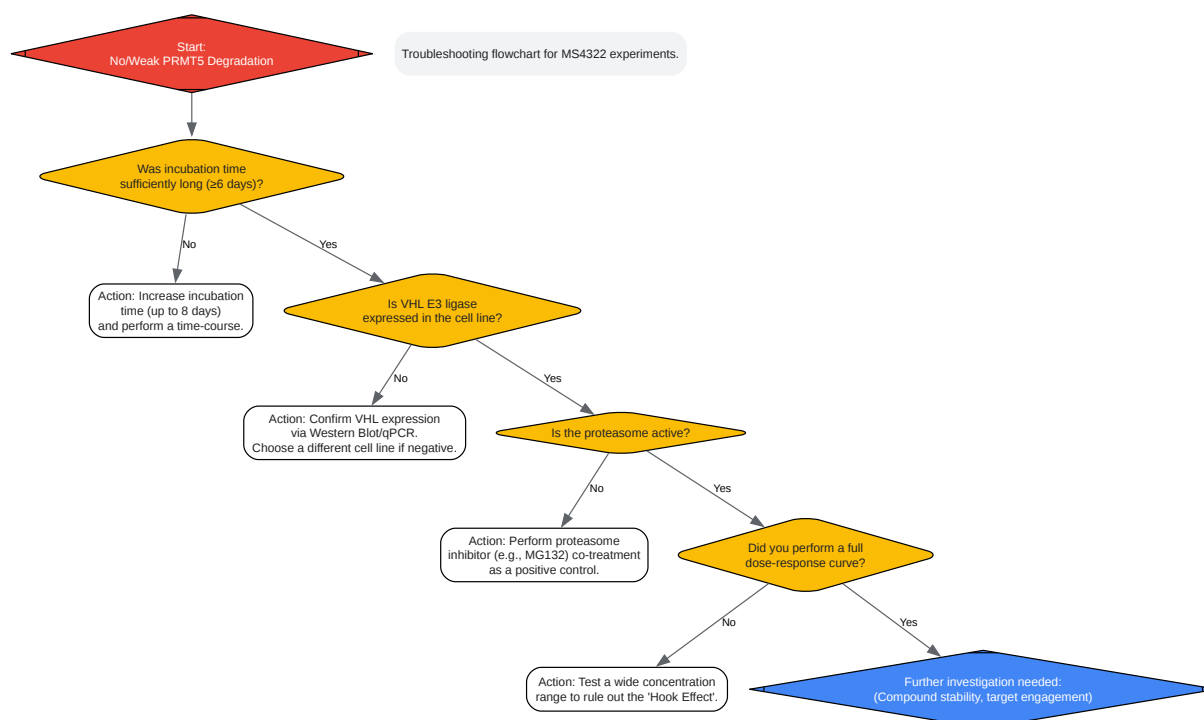 Start:
No/Weak PRMT5 Degradation
Troubleshooting flowchart for MS4322 experiments.
Was incubation time
sufficiently long (≥6 days)?
No
Yes
Action: Increase incubation
time (up to 8 days)
and perform a time-course.
Is VHL E3 ligase
expressed in the cell line?
No
Yes
Action: Confirm VHL expression
via Western Blot/qPCR.
Choose a different cell line if negative.
Is the proteasome active?
No
Yes
Action: Perform proteasome
inhibitor (e.g., MG132) co-treatment
as a positive control.
Did you perform a full
dose-response curve?
No
Yes
Action: Test a wide concentration
range to rule out the 'Hook Effect'.
Further investigation needed:
(Compound stability, target engagement)